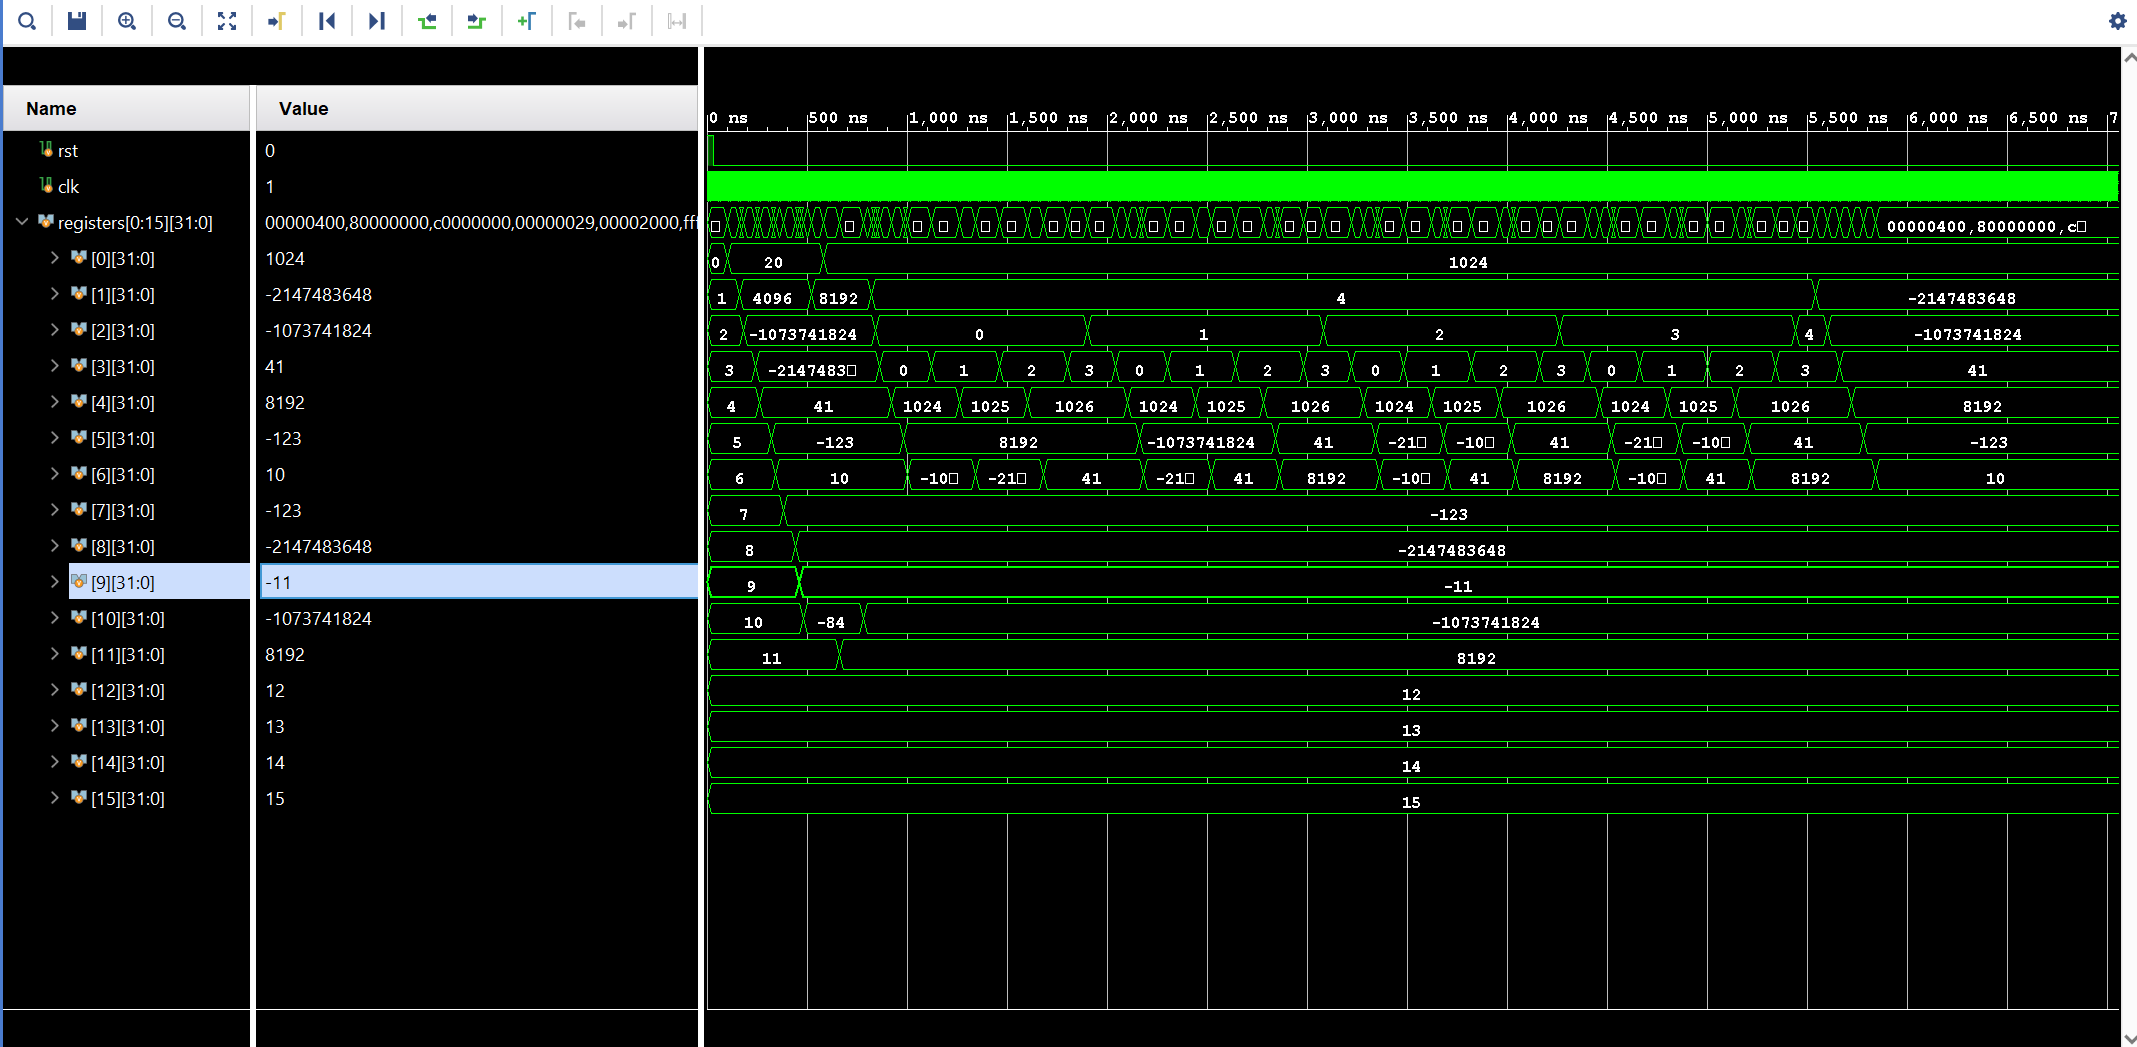 Name Value
0 ns 500 ns 1,000 ns 1,500 ns 2,000 ns 2,500 ns 3,000 ns 3,500 ns 4,000 ns 4,500 ns 5,000 ns 5,500 ns 6,000 ns 6,500 ns 7
rst 0
clk 1
registers[0:15][31:0] 00000400,80000000,c0000000,00000029,00002000,fff 00000400,80000000,c
[0][31:0] 1024 0 20 1024
[1][31:0] -2147483648 1 4096 8192 4 -2147483648
[2][31:0] -1073741824 2 -1073741824 0 1 2 3 4 -1073741824
[3][31:0] 41 3 -2147483 0 1 2 3 0 1 2 3 0 1 2 3 0 1 2 3 41
[4][31:0] 8192 4 41 1024 1025 1026 1024 1025 1026 1024 1025 1026 1024 1025 1026 8192
[5][31:0] -123 5 -123 8192 -1073741824 41 -21 -10 41 -21 -10 41 -123
[6][31:0] 10 6 10 -10 -21 41 -21 41 8192 -10 41 8192 -10 41 8192 10
[7][31:0] -123 7 -123
[8][31:0] -2147483648 8 -2147483648
[9][31:0] -11 9 -11
[10][31:0] -1073741824 10 -84 -1073741824
[11][31:0] 8192 11 8192
[12][31:0] 12 12
[13][31:0] 13 13
[14][31:0] 14 14
[15][31:0] 15 15